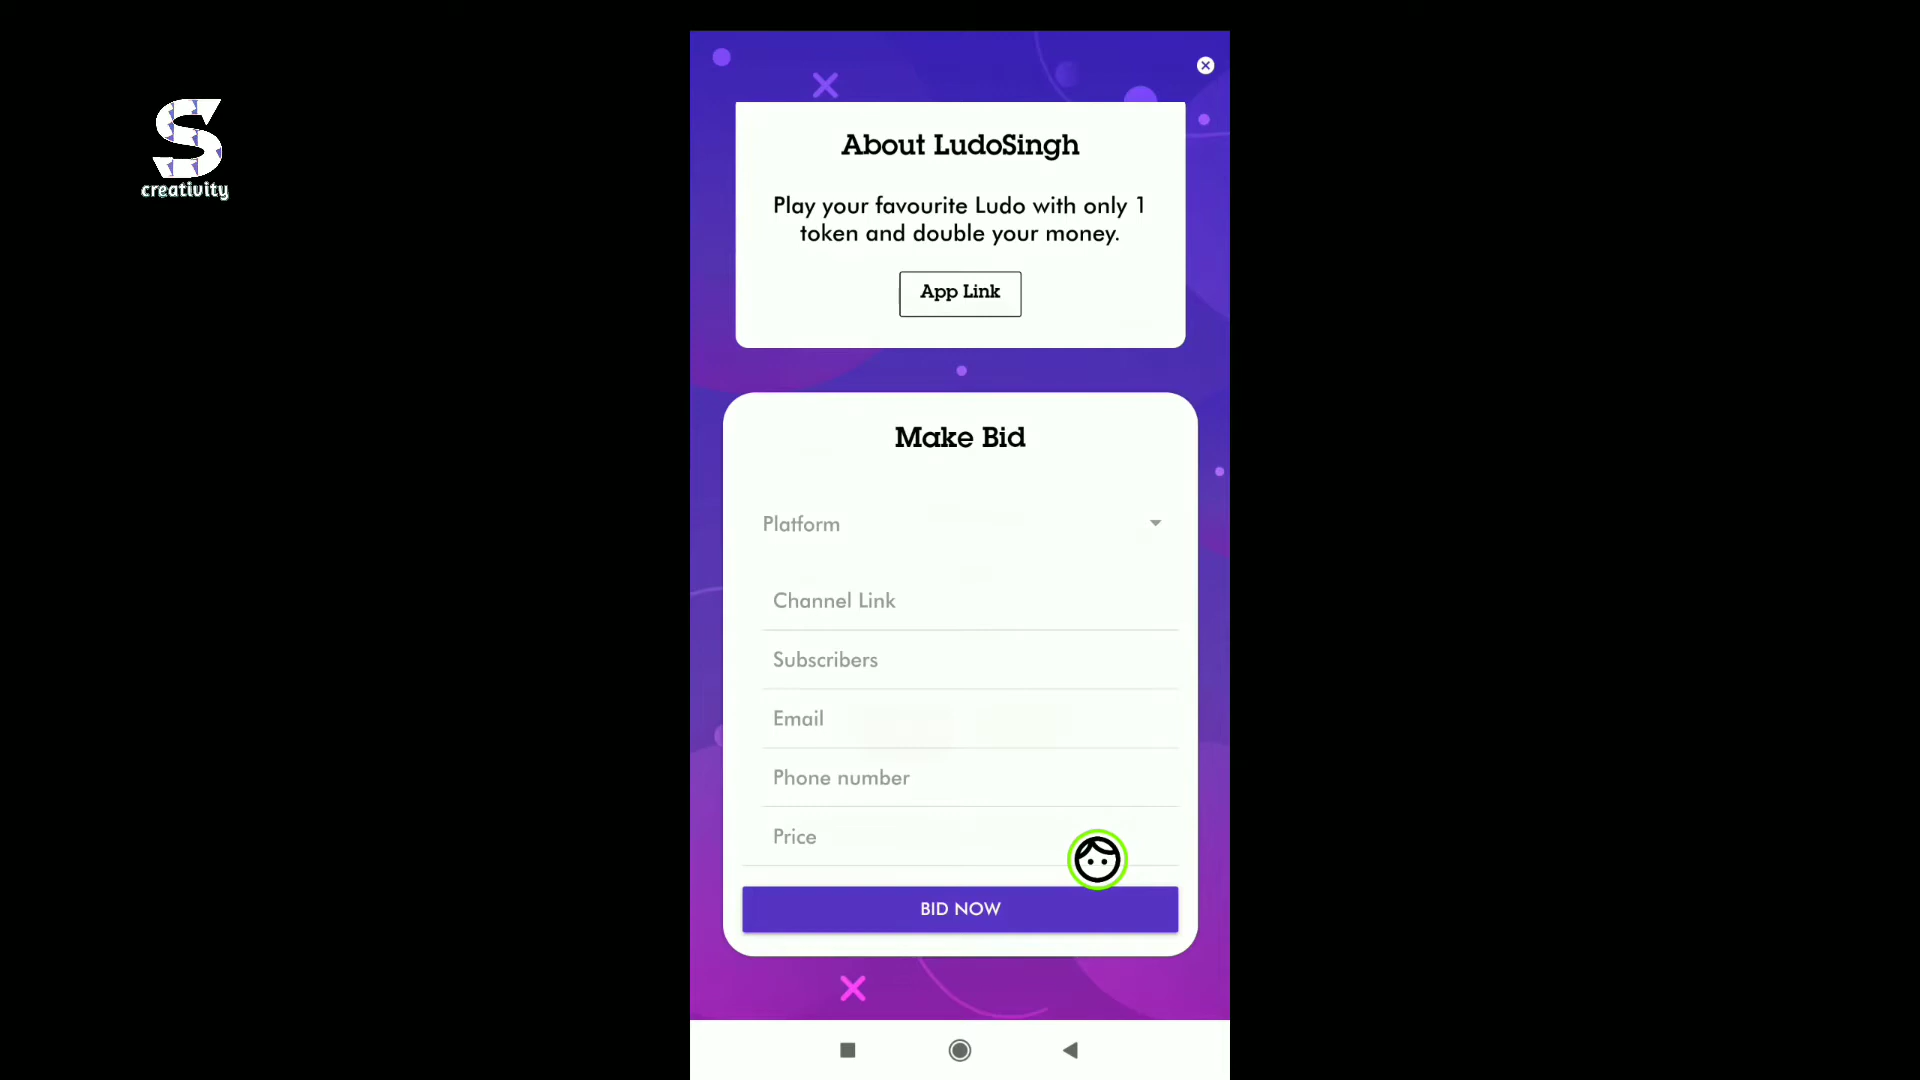 S
creativity
About LudoSingh
Play your favourite Ludo with only 1
token and double your money.
App Link
Make Bid
Platform
Channel Link
Subscribers
Email
Phone number
Price
BID NOW